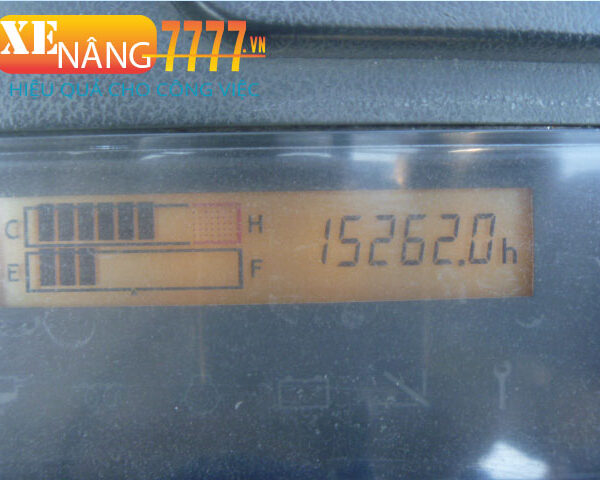 XE NÂNG 7777.VN
HIỆU QUẢ CHO CÔNG VIỆC
C H 15262.0h
E F